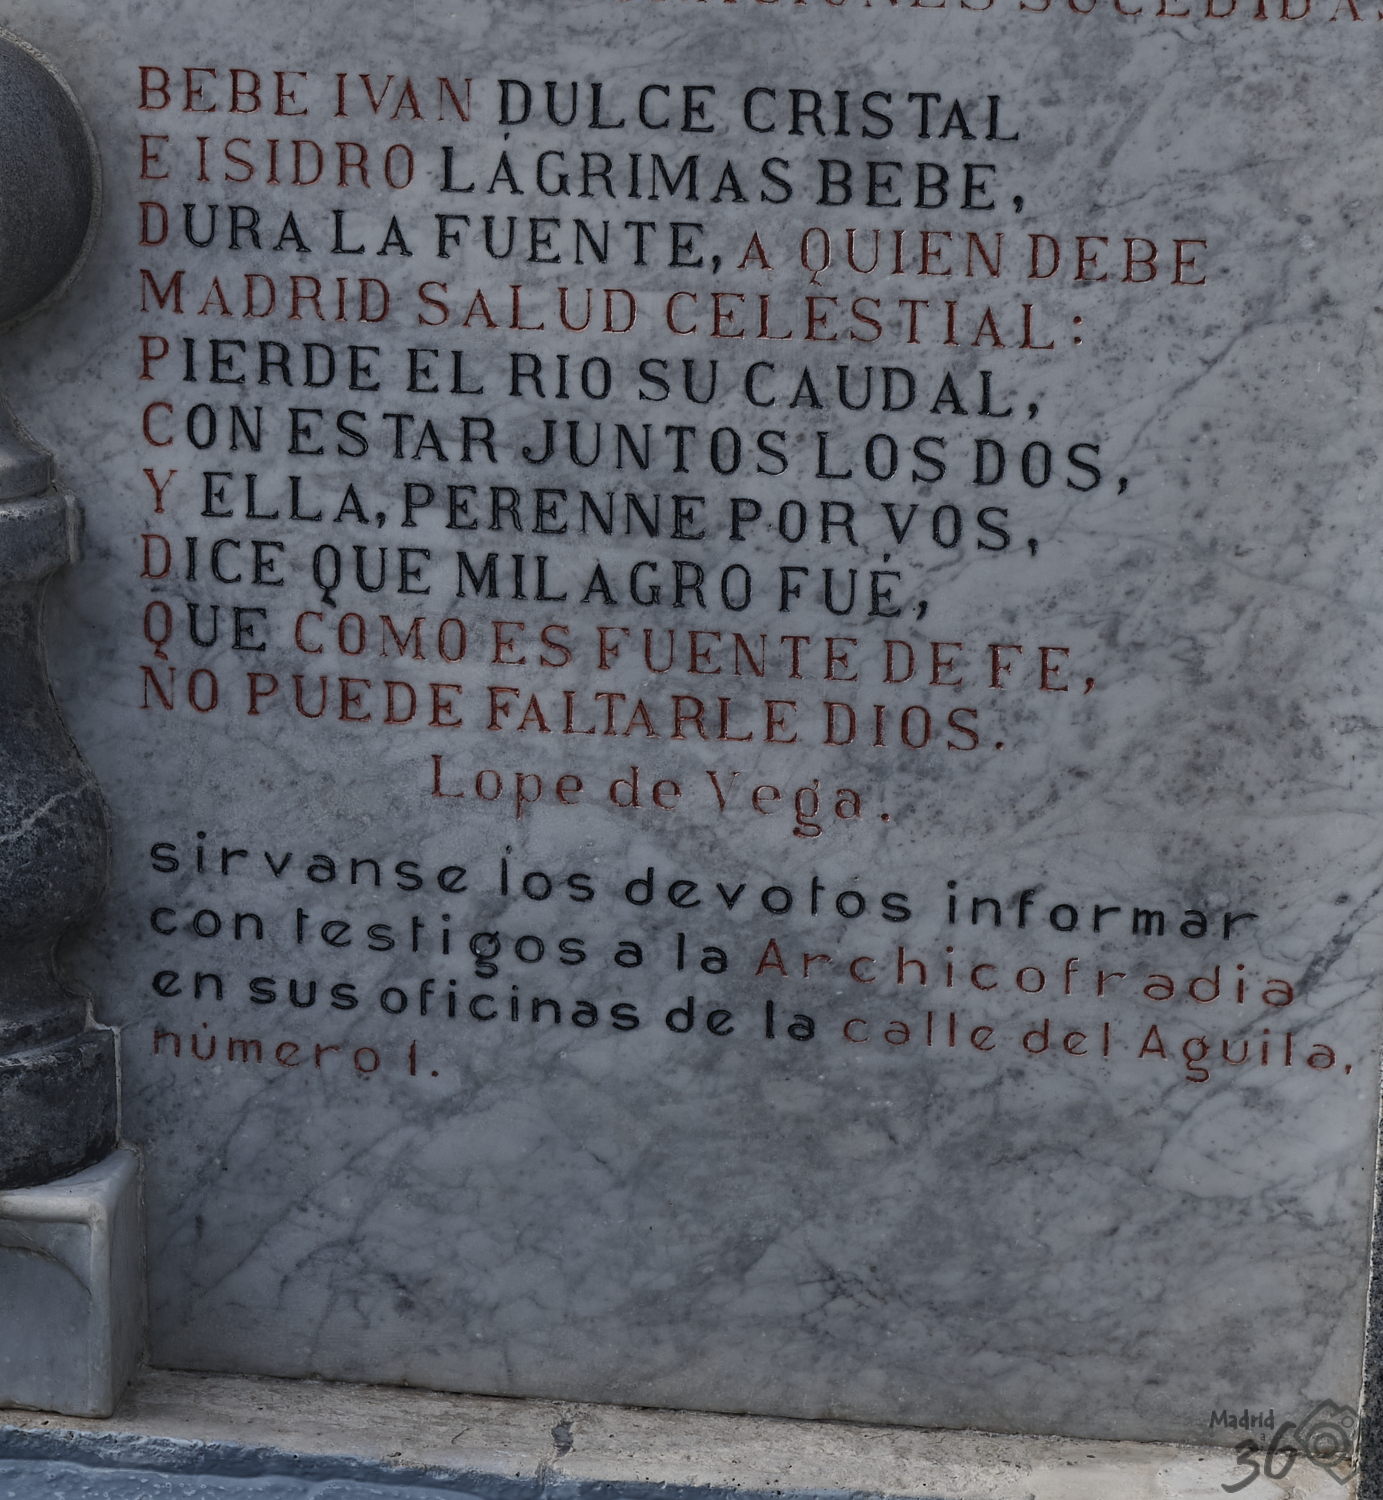 SUCEDIDAS
BEBE IVAN DULCE CRISTAL
E ISIDRO LÁGRIMAS BEBE,
DURA LA FUENTE, A QUIEN DEBE
MADRID SALUD CELESTIAL:
PIERDE EL RIO SU CAUDAL,
CON ESTAR JUNTOS LOS DOS,
Y ELLA, PERENNE POR VOS,
DICE QUE MILAGRO FUÉ,
QUE COMO ES FUENTE DE FE,
NO PUEDE FALTARLE DIOS.
Lope de Vega.
sirvanse los devotos informar
con testigos a la Archicofradia
en sus oficinas de la calle del Aguila,
número 1.
Madrid
a
360